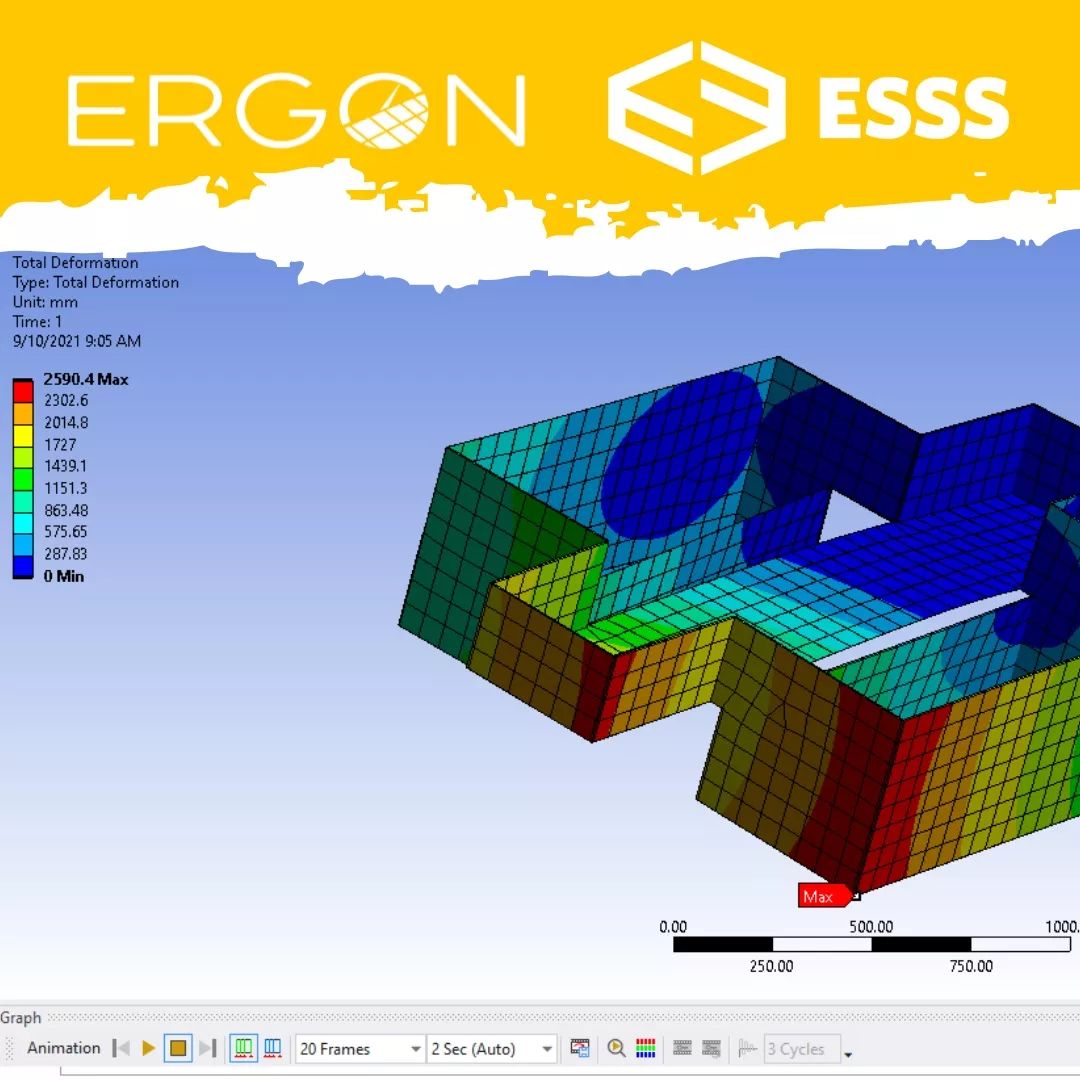 ERGON
ESSS
Total Deformation
Type: Total Deformation
Unit: mm
Time: 1
9/10/2021 9:05 AM
2590.4 Max
2302.6
2014.8
1727
1439.1
1151.3
863.48
575.65
287.83
0 Min
Max
0.00 500.00 1000.
250.00 750.00
Graph
Animation 20 Frames 2 Sec (Auto) 3 Cycles